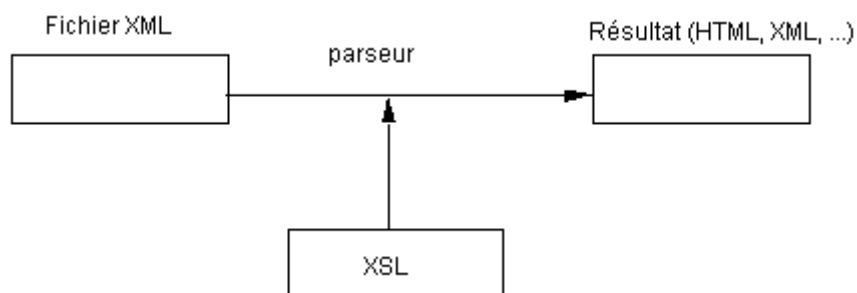 Fichier XML
parseur
Résultat (HTML, XML, ...)
XSL